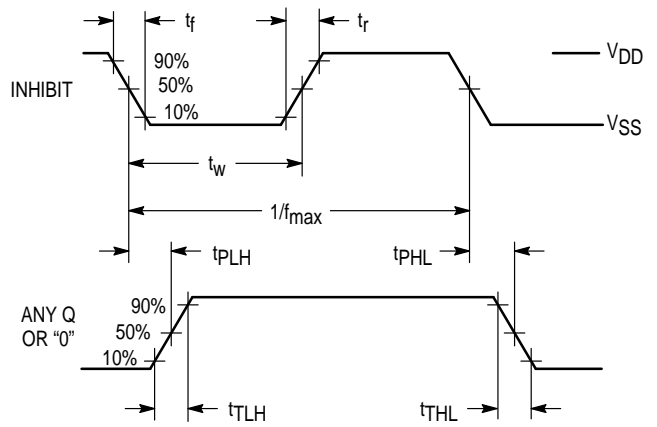 tf
tr
VDD
90%
INHIBIT
50%
10%
VSS
tw
1/fmax
tPLH
tPHL
90%
ANY Q
OR “0”
50%
10%
tTLH
tTHL